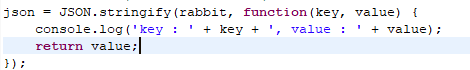 json = JSON.stringify(rabbit, function(key, value) {
    console.log('key : ' + key + ', value : ' + value);
    return value;
});